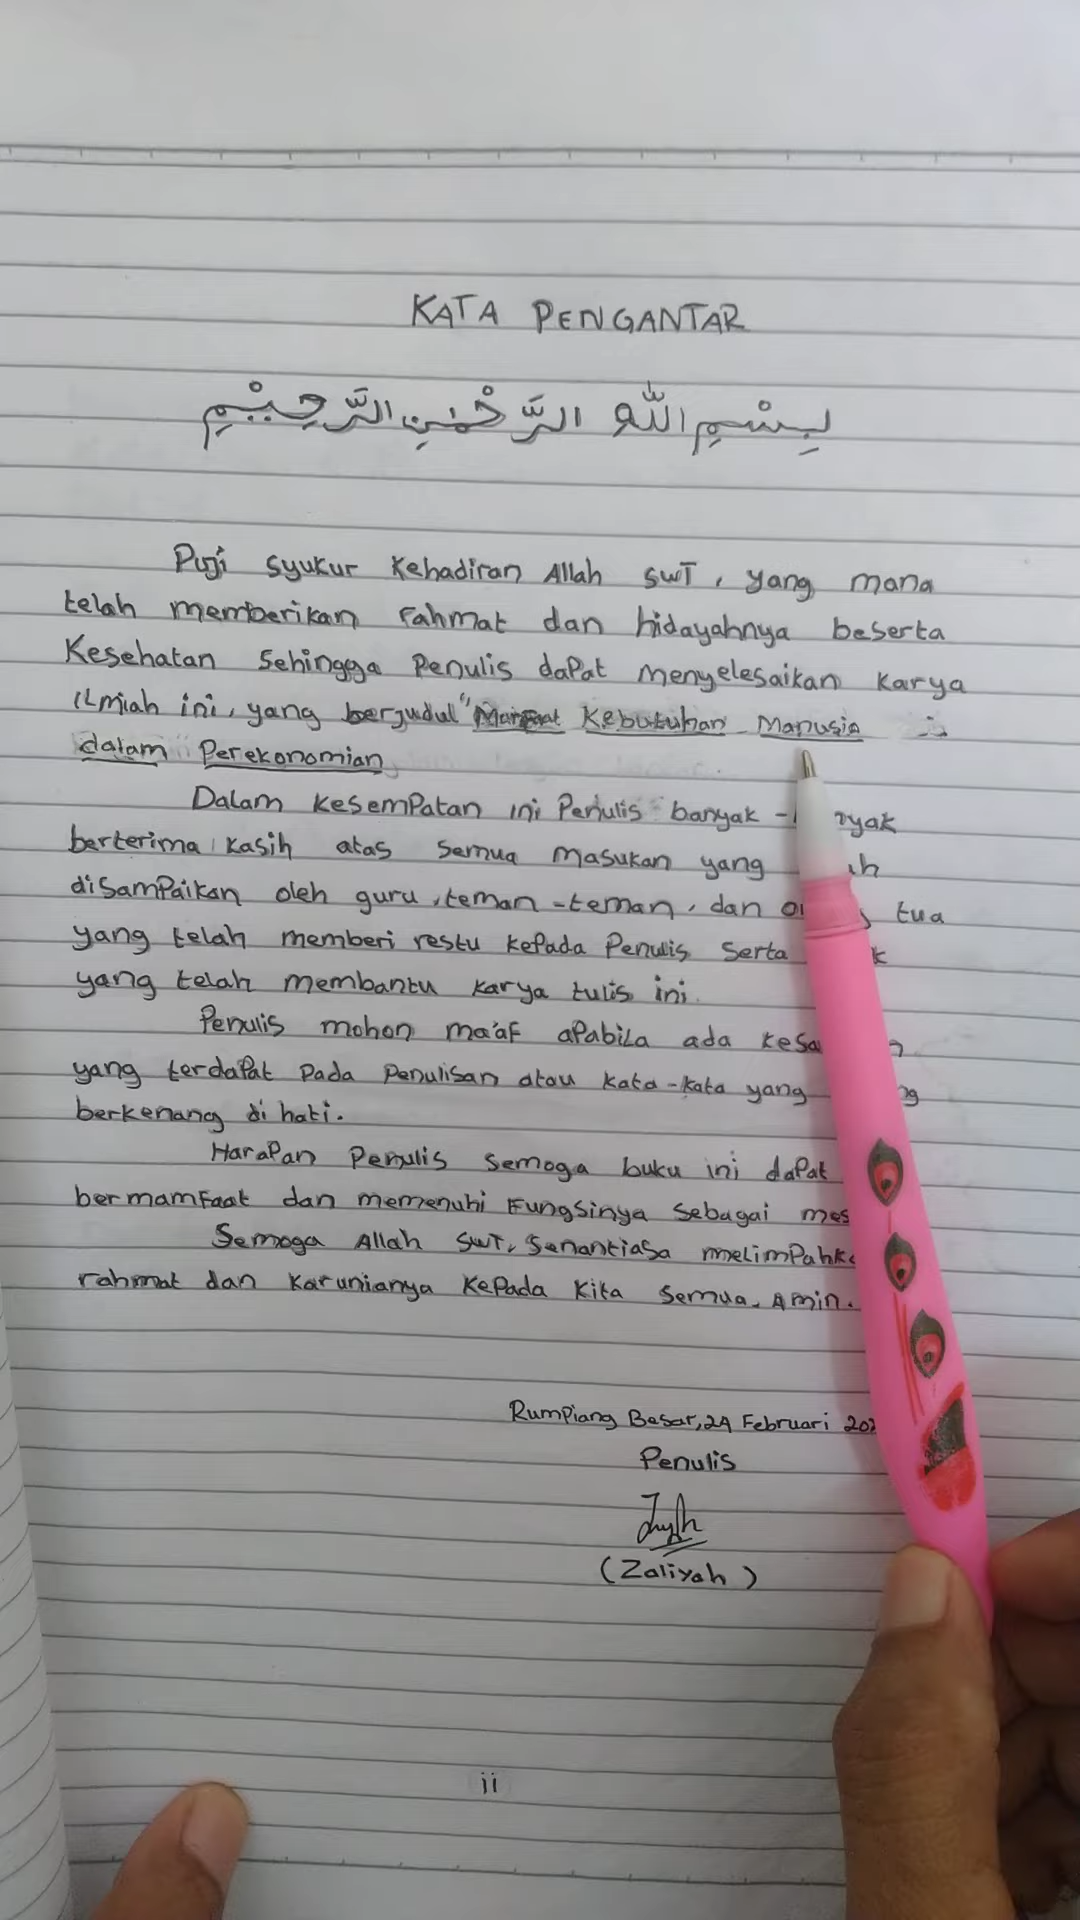 KATA PENGANTAR
بِسْمِ اللّٰهِ الرَّحْمٰنِ الرَّحِيْمِ
Puji syukur Kehadiran Allah SWT, yang mana
telah memberikan rahmat dan hidayahnya beserta
Kesehatan Sehingga Penulis dapat menyelesaikan karya
ilmiah ini, yang berjudul "Manfaat Kebutuhan Manusia
dalam Perekonomian
Dalam kesempatan ini Penulis banyak -
berterima kasih atas semua masukan yang
disampaikan oleh guru, teman-teman, dan tua
yang telah memberi restu kepada Penulis Serta
yang telah membantu karya tulis ini.
Penulis mohon ma'af apabila ada
yang terdapat pada penulisan atau kata-kata yang
berkenang di hati.
Harapan Penulis semoga buku ini dapat
bermamfaat dan memenuhi Fungsinya sebagai
Semoga Allah SWT, Senantiasa
rahmat dan karunianya kepada kita semua. Amin.
Rumpiang Besar, 24 Februari
Penulis
(Zaliyah)
ii